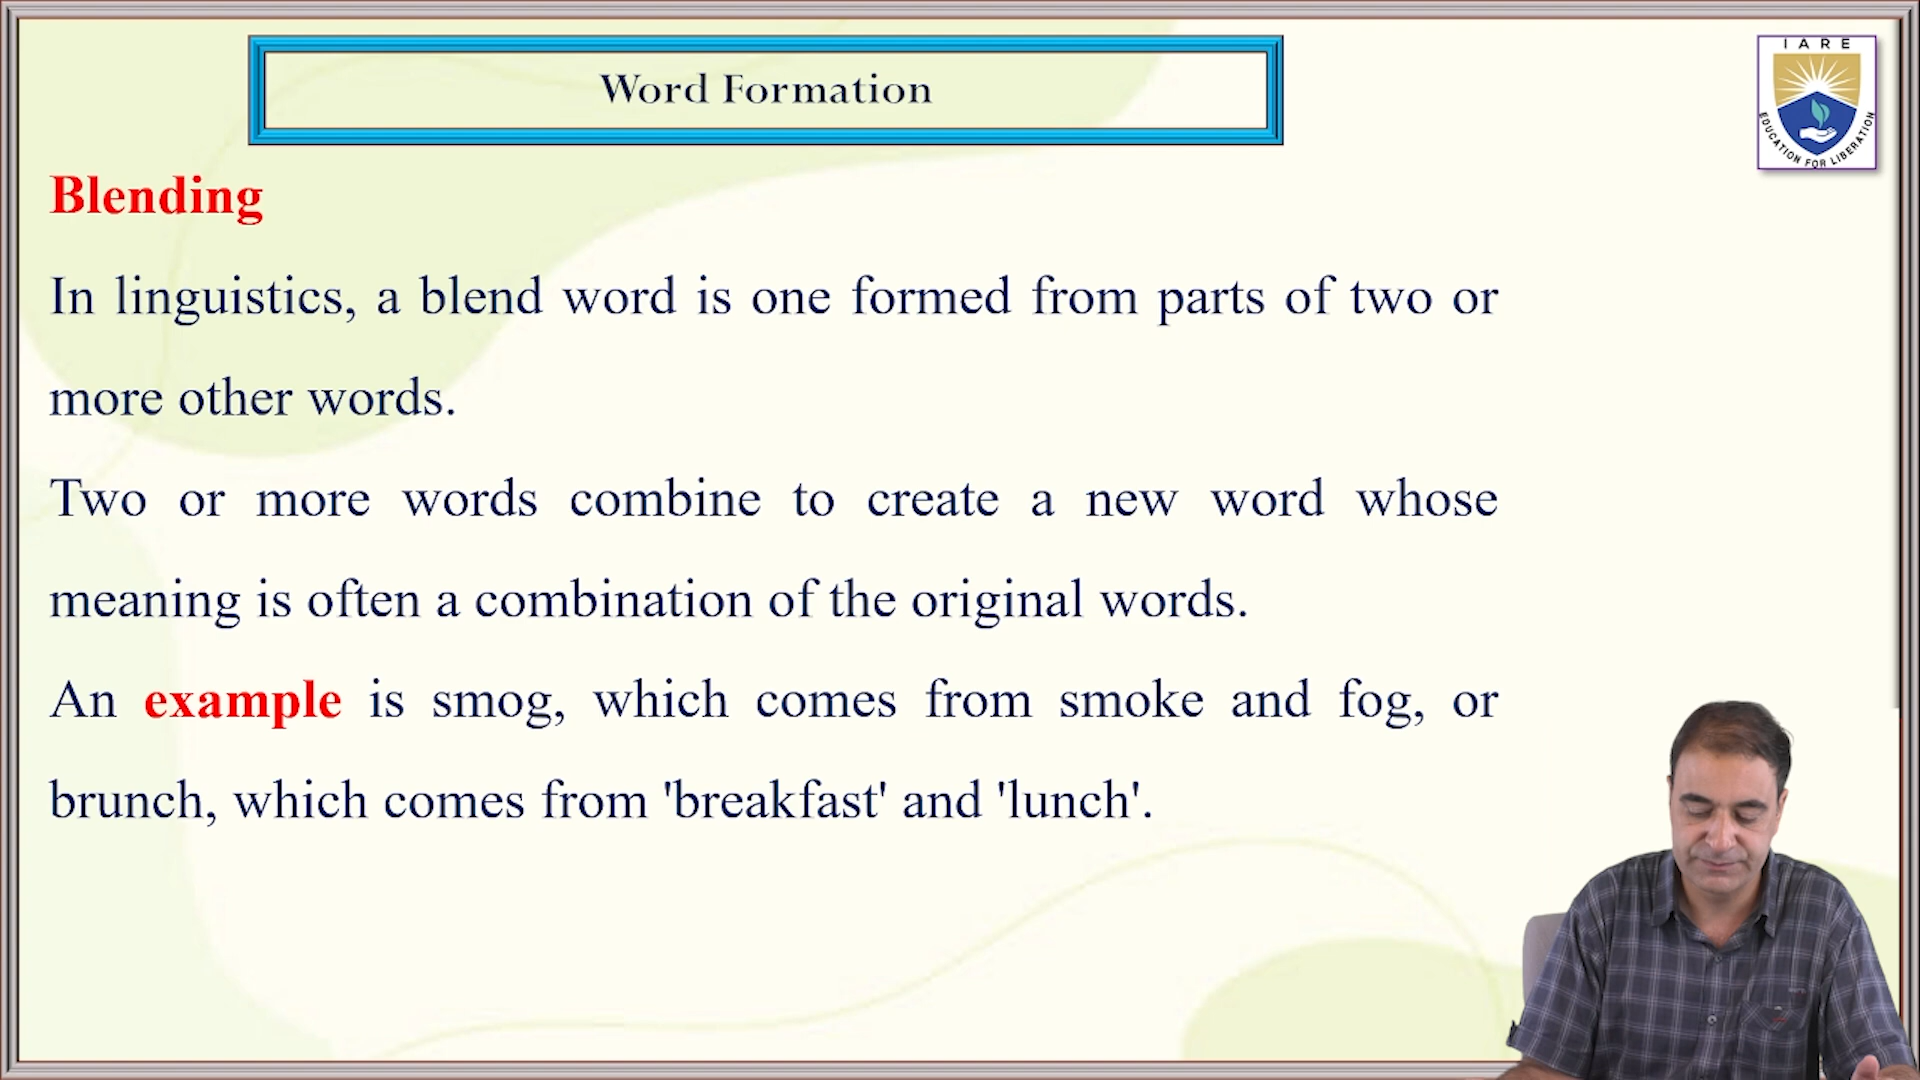 Word Formation
IARE
EDUCATION FOR LIBERATION
Blending
In linguistics, a blend word is one formed from parts of two or
more other words.
Two or more words combine to create a new word whose
meaning is often a combination of the original words.
An example is smog, which comes from smoke and fog, or
brunch, which comes from 'breakfast' and 'lunch'.